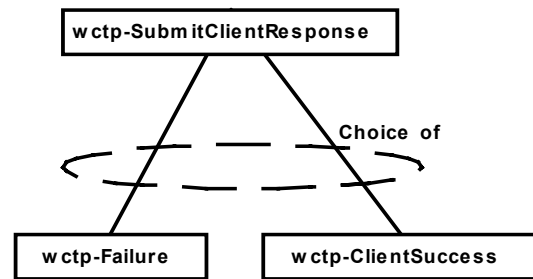 wctp-SubmitClientResponse
Choice of
wctp-Failure
wctp-ClientSuccess